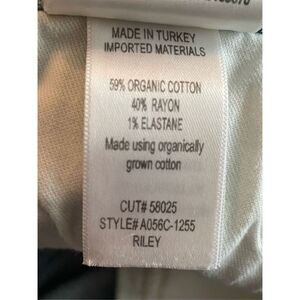 MADE IN TURKEY
IMPORTED MATERIALS
59% ORGANIC COTTON
40% RAYON
1% ELASTANE
Made using organically
grown cotton
CUT# 58025
STYLE# A056C-1255
RILEY